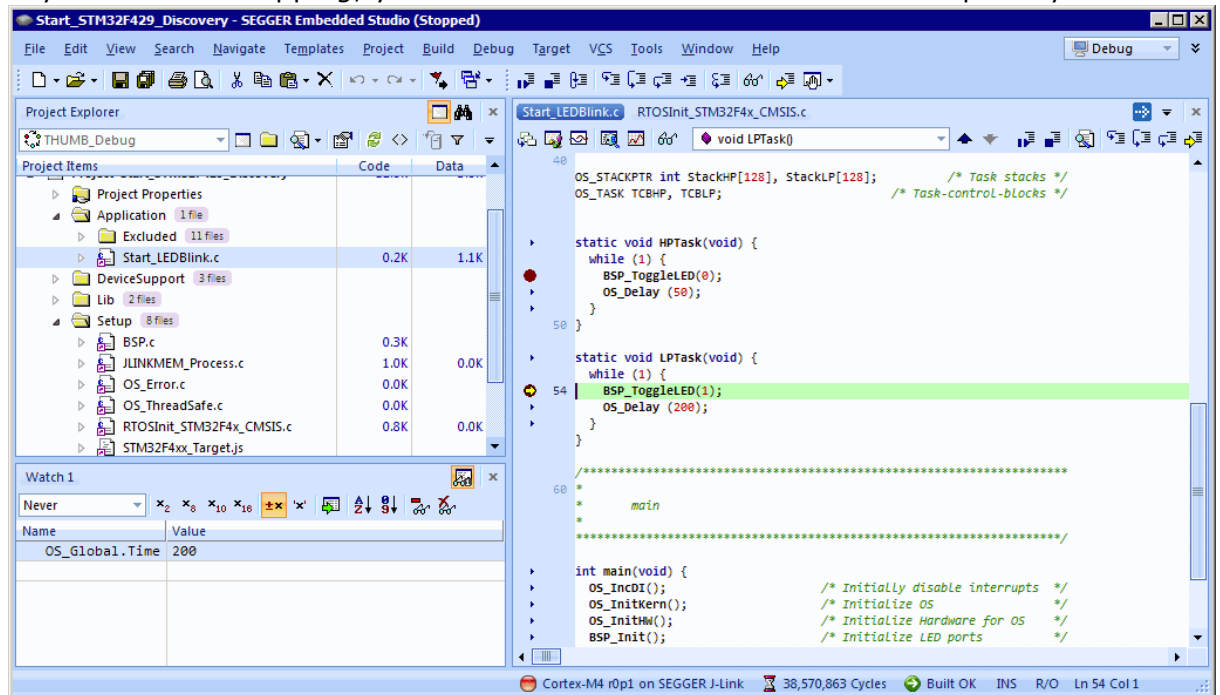 Start_STM32F429_Discovery - SEGGER Embedded Studio (Stopped)
File Edit View Search Navigate Templates Project Build Debug Target VCS Tools Window Help
Debug
Project Explorer
THUMB_Debug
Project Items Code Data
Project Properties
Application 1 file
Excluded 11 files
Start_LEDBlink.c 0.2K 1.1K
DeviceSupport 3 files
Lib 2 files
Setup 8 files
BSP.c 0.3K
JLINKMEM_Process.c 1.0K 0.0K
OS_Error.c 0.0K
OS_ThreadSafe.c 0.0K
RTOSInit_STM32F4x_CMSIS.c 0.8K 0.0K
STM32F4xx_Target.js
Watch 1
Never x2 x8 x10 x16 ±x 'x'
Name Value
OS_Global.Time 200
Start_LEDBlink.c RTOSInit_STM32F4x_CMSIS.c
void LPTask()
40
OS_STACKPTR int StackHP[128], StackLP[128]; /* Task stacks */
OS_TASK TCBHP, TCBLP; /* Task-control-blocks */
static void HPTask(void) {
while (1) {
BSP_ToggleLED(0);
OS_Delay (50);
}
50 }
static void LPTask(void) {
while (1) {
54 BSP_ToggleLED(1);
OS_Delay (200);
}
}
/*********************************************************************
60 *
* main
*
*********************************************************************/
int main(void) {
OS_IncDI(); /* Initially disable interrupts */
OS_InitKern(); /* Initialize OS */
OS_InitHW(); /* Initialize Hardware for OS */
BSP_Init(); /* Initialize LED ports */
Cortex-M4 r0p1 on SEGGER J-Link 38,570,863 Cycles Built OK INS R/O Ln 54 Col 1